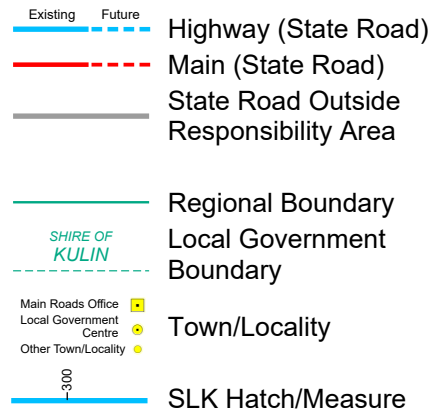 Existing Future
Highway (State Road)
Main (State Road)
State Road Outside
Responsibility Area
Regional Boundary
SHIRE OF
KULIN
Local Government
Boundary
Main Roads Office
Local Government
Centre
Other Town/Locality
Town/Locality
300
SLK Hatch/Measure